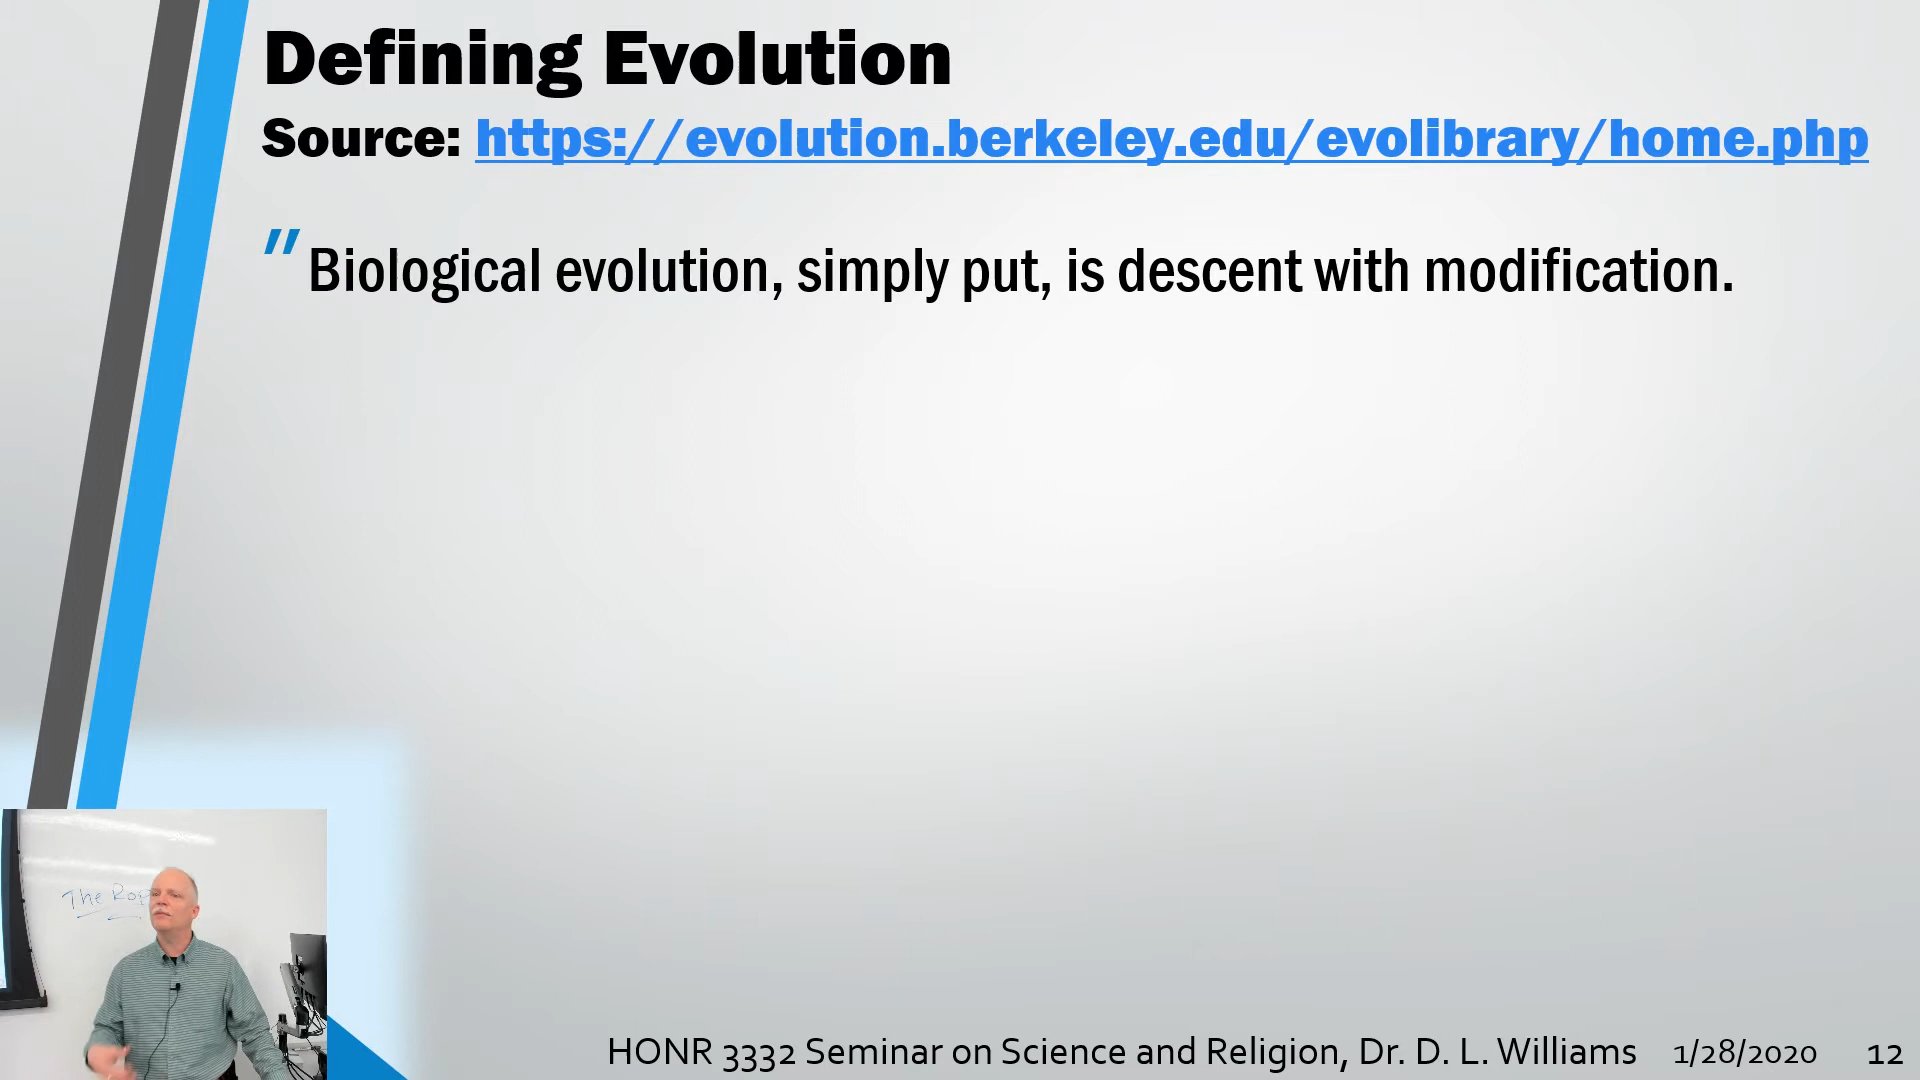 Defining Evolution
Source: https://evolution.berkeley.edu/evolibrary/home.php
" Biological evolution, simply put, is descent with modification.
The
HONR 3332 Seminar on Science and Religion, Dr. D. L. Williams 1/28/2020 12